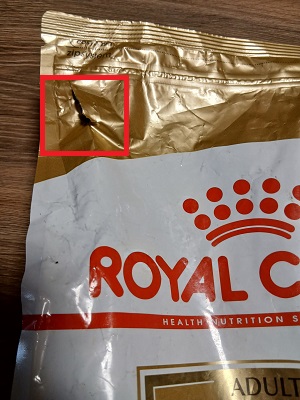 ROYAL C
HEALTH NUTRITION S
ADULT